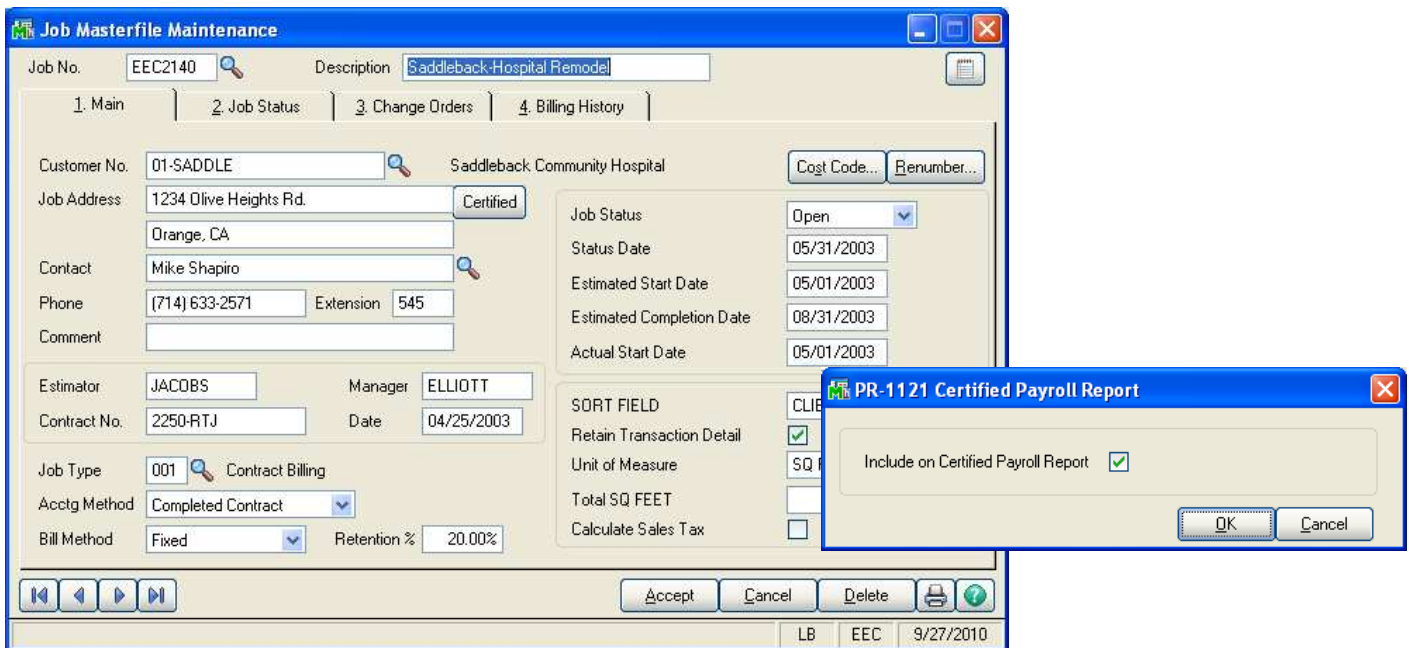 Job Masterfile Maintenance
Job No. EEC2140 Description Saddleback-Hospital Remodel
1. Main 2. Job Status 3. Change Orders 4. Billing History
Customer No. 01-SADDLE Saddleback Community Hospital Cost Code... Renumber...
Job Address 1234 Olive Heights Rd. Certified
Orange, CA
Contact Mike Shapiro
Phone (714) 633-2571 Extension 545
Comment
Estimator JACOBS Manager ELLIOTT
Contract No. 2250-RTJ Date 04/25/2003
Job Type 001 Contract Billing
Acctg Method Completed Contract
Bill Method Fixed Retention % 20.00%
Job Status Open
Status Date 05/31/2003
Estimated Start Date 05/01/2003
Estimated Completion Date 08/31/2003
Actual Start Date 05/01/2003
SORT FIELD
Retain Transaction Detail
Unit of Measure SQ
Total SQ FEET
Calculate Sales Tax
Accept Cancel Delete
LB EEC 9/27/2010
PR-1121 Certified Payroll Report
Include on Certified Payroll Report
OK Cancel